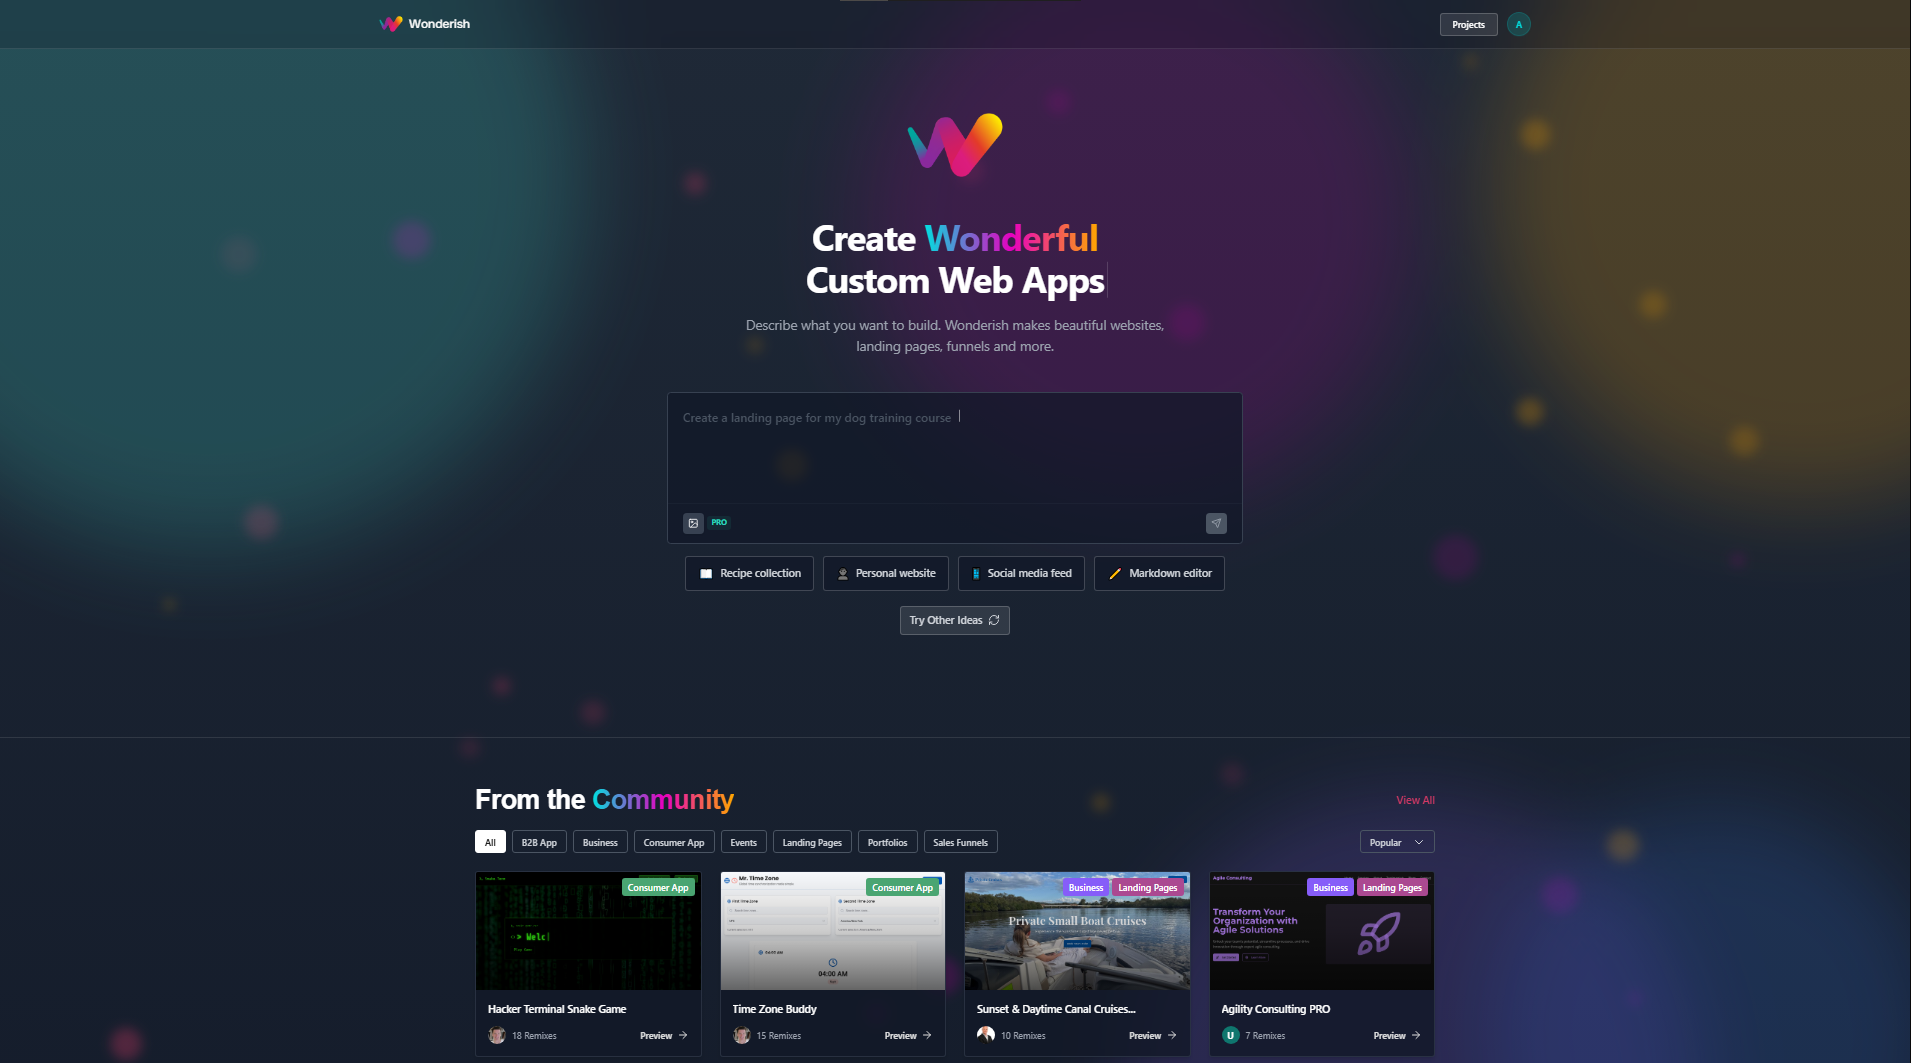 Wonderish
Projects
A
Create Wonderful
Custom Web Apps
Describe what you want to build. Wonderish makes beautiful websites,
landing pages, funnels and more.
Create a landing page for my dog training course
PRO
Recipe collection
Personal website
Social media feed
Markdown editor
Try Other Ideas
From the Community
View All
All
B2B App
Business
Consumer App
Events
Landing Pages
Portfolios
Sales Funnels
Popular
Consumer App
> Welc
Hacker Terminal Snake Game
18 Remixes
Preview
Mr. Time Zone
Consumer App
04:00 AM
Time Zone Buddy
15 Remixes
Preview
Business
Landing Pages
Private Small Boat Cruises
Sunset & Daytime Canal Cruises...
10 Remixes
Preview
Agile Consulting
Business
Landing Pages
Transform Your
Organization with
Agile Solutions
Agility Consulting PRO
U
7 Remixes
Preview